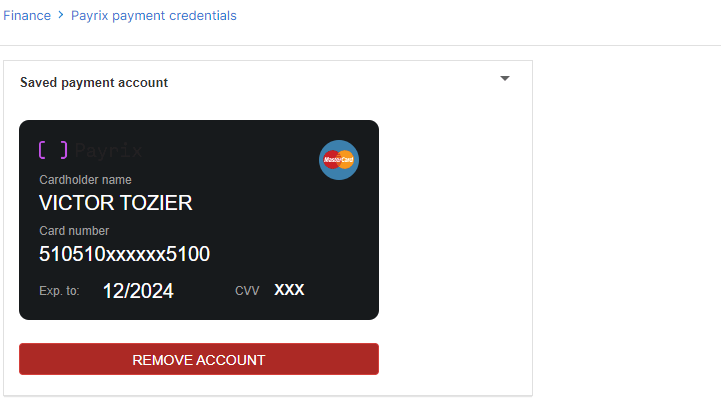 Finance > Payrix payment credentials
Saved payment account
Payrix
MasterCard
Cardholder name
VICTOR TOZIER
Card number
510510xxxxxx5100
Exp. to: 12/2024 CVV XXX
REMOVE ACCOUNT